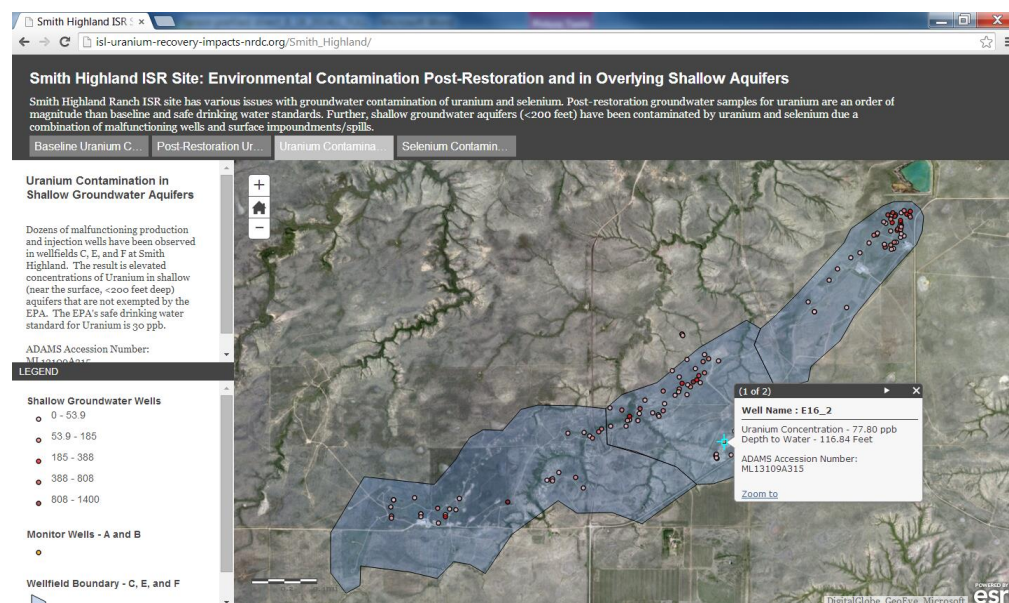 Smith Highland ISR S
isl-uranium-recovery-impacts-nrdc.org/Smith_Highland/
Smith Highland ISR Site: Environmental Contamination Post-Restoration and in Overlying Shallow Aquifers
Smith Highland Ranch ISR site has various issues with groundwater contamination of uranium and selenium. Post-restoration groundwater samples for uranium are an order of
magnitude than baseline and safe drinking water standards. Further, shallow groundwater aquifers (<200 feet) have been contaminated by uranium and selenium due a
combination of malfunctioning wells and surface impoundments/spills.
Baseline Uranium C... Post-Restoration Ur... Uranium Contamina... Selenium Contamin...
Uranium Contamination in
Shallow Groundwater Aquifers
Dozens of malfunctioning production
and injection wells have been observed
in wellfields C, E, and F at Smith
Highland. The result is elevated
concentrations of Uranium in shallow
(near the surface, <200 feet deep)
aquifers that are not exempted by the
EPA. The EPA's safe drinking water
standard for Uranium is 30 ppb.
ADAMS Accession Number:
ML13109A315
LEGEND
Shallow Groundwater Wells
0 - 53.9
53.9 - 185
185 - 388
388 - 808
808 - 1400
Monitor Wells - A and B
Wellfield Boundary - C, E, and F
(1 of 2)
Well Name : E16_2
Uranium Concentration - 77.80 ppb
Depth to Water - 116.84 Feet
ADAMS Accession Number:
ML13109A315
Zoom to
POWERED BY
esri
DigitalGlobe, GeoEye, Microsoft